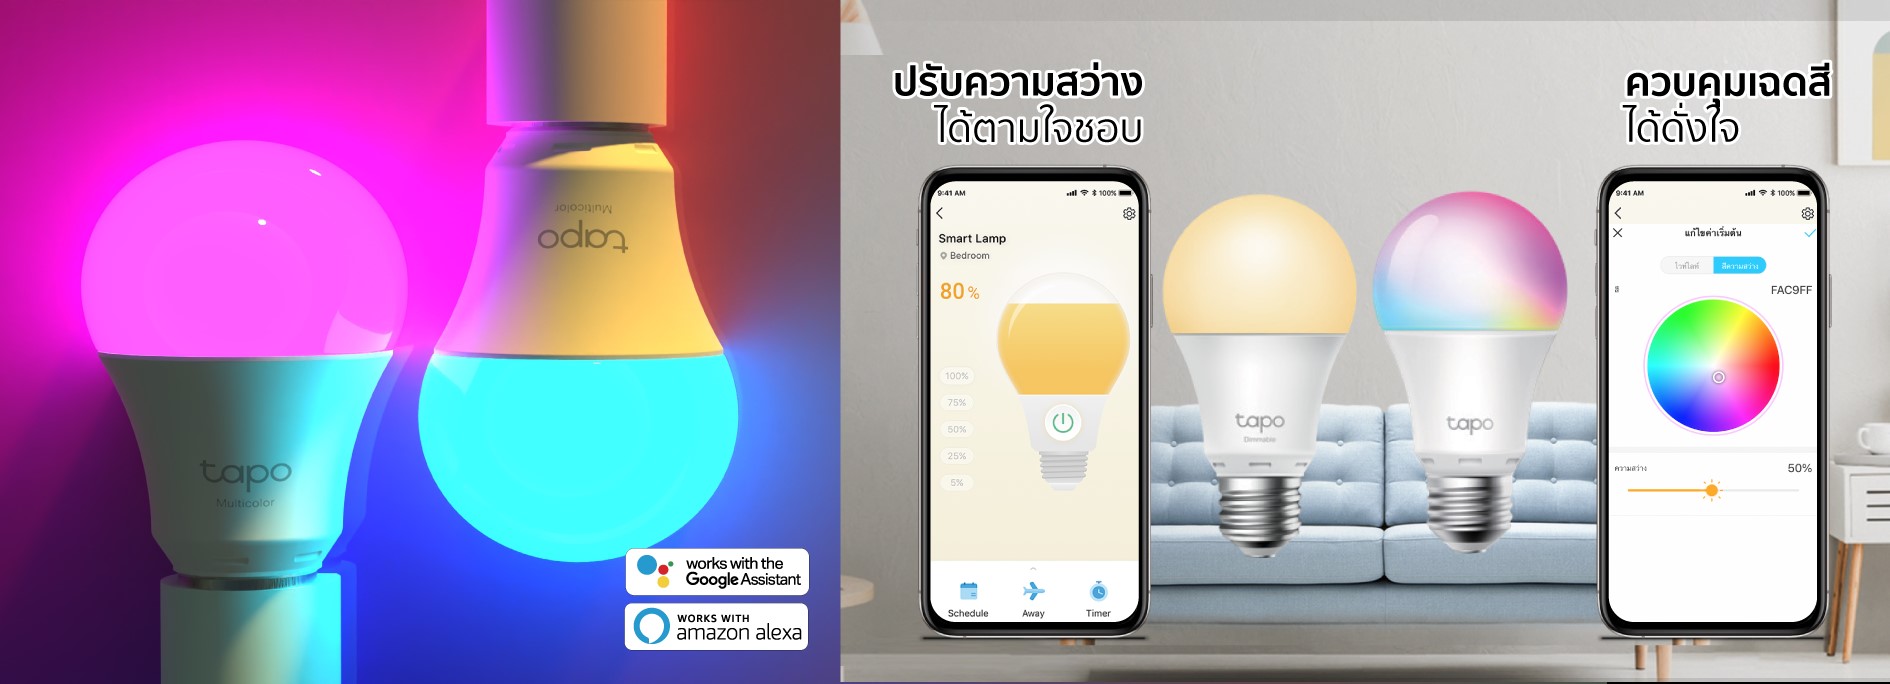 tapo
Multicolor
tapo
Multicolor
works with the
Google Assistant
WORKS WITH
amazon alexa
ปรับความสว่าง
ได้ตามใจชอบ
9:41 AM
100%
Smart Lamp
Bedroom
80%
100%
75%
50%
25%
5%
Schedule
Away
Timer
tapo
Dimmable
tapo
ควบคุมเฉดสี
ได้ดั่งใจ
9:41 AM
100%
แก้ไขค่าเริ่มต้น
ไวท์ไลท์
สีความสว่าง
สี
FAC9FF
ความสว่าง
50%